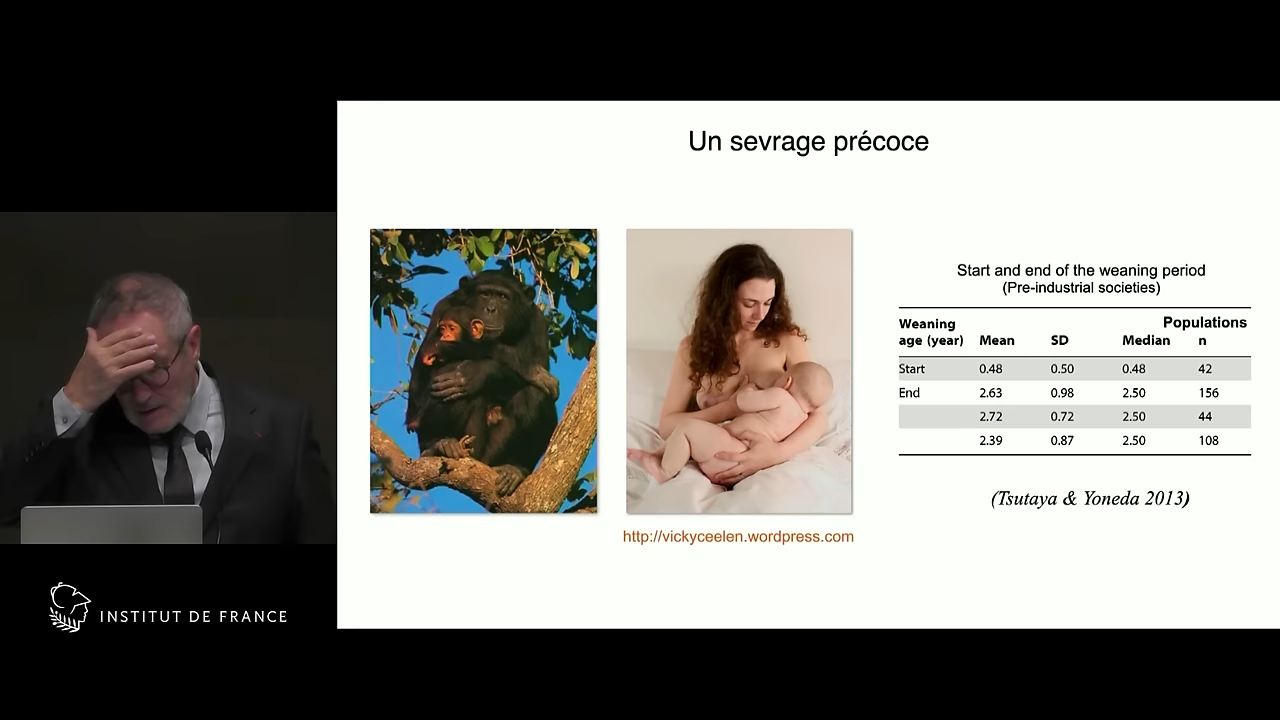 Un sevrage précoce
Start and end of the weaning period
(Pre-industrial societies)
Weaning age (year) Mean SD Median Populations n
Start 0.48 0.50 0.48 42
End 2.63 0.98 2.50 156
2.72 0.72 2.50 44
2.39 0.87 2.50 108
(Tsutaya & Yoneda 2013)
http://vickyceelen.wordpress.com
INSTITUT DE FRANCE